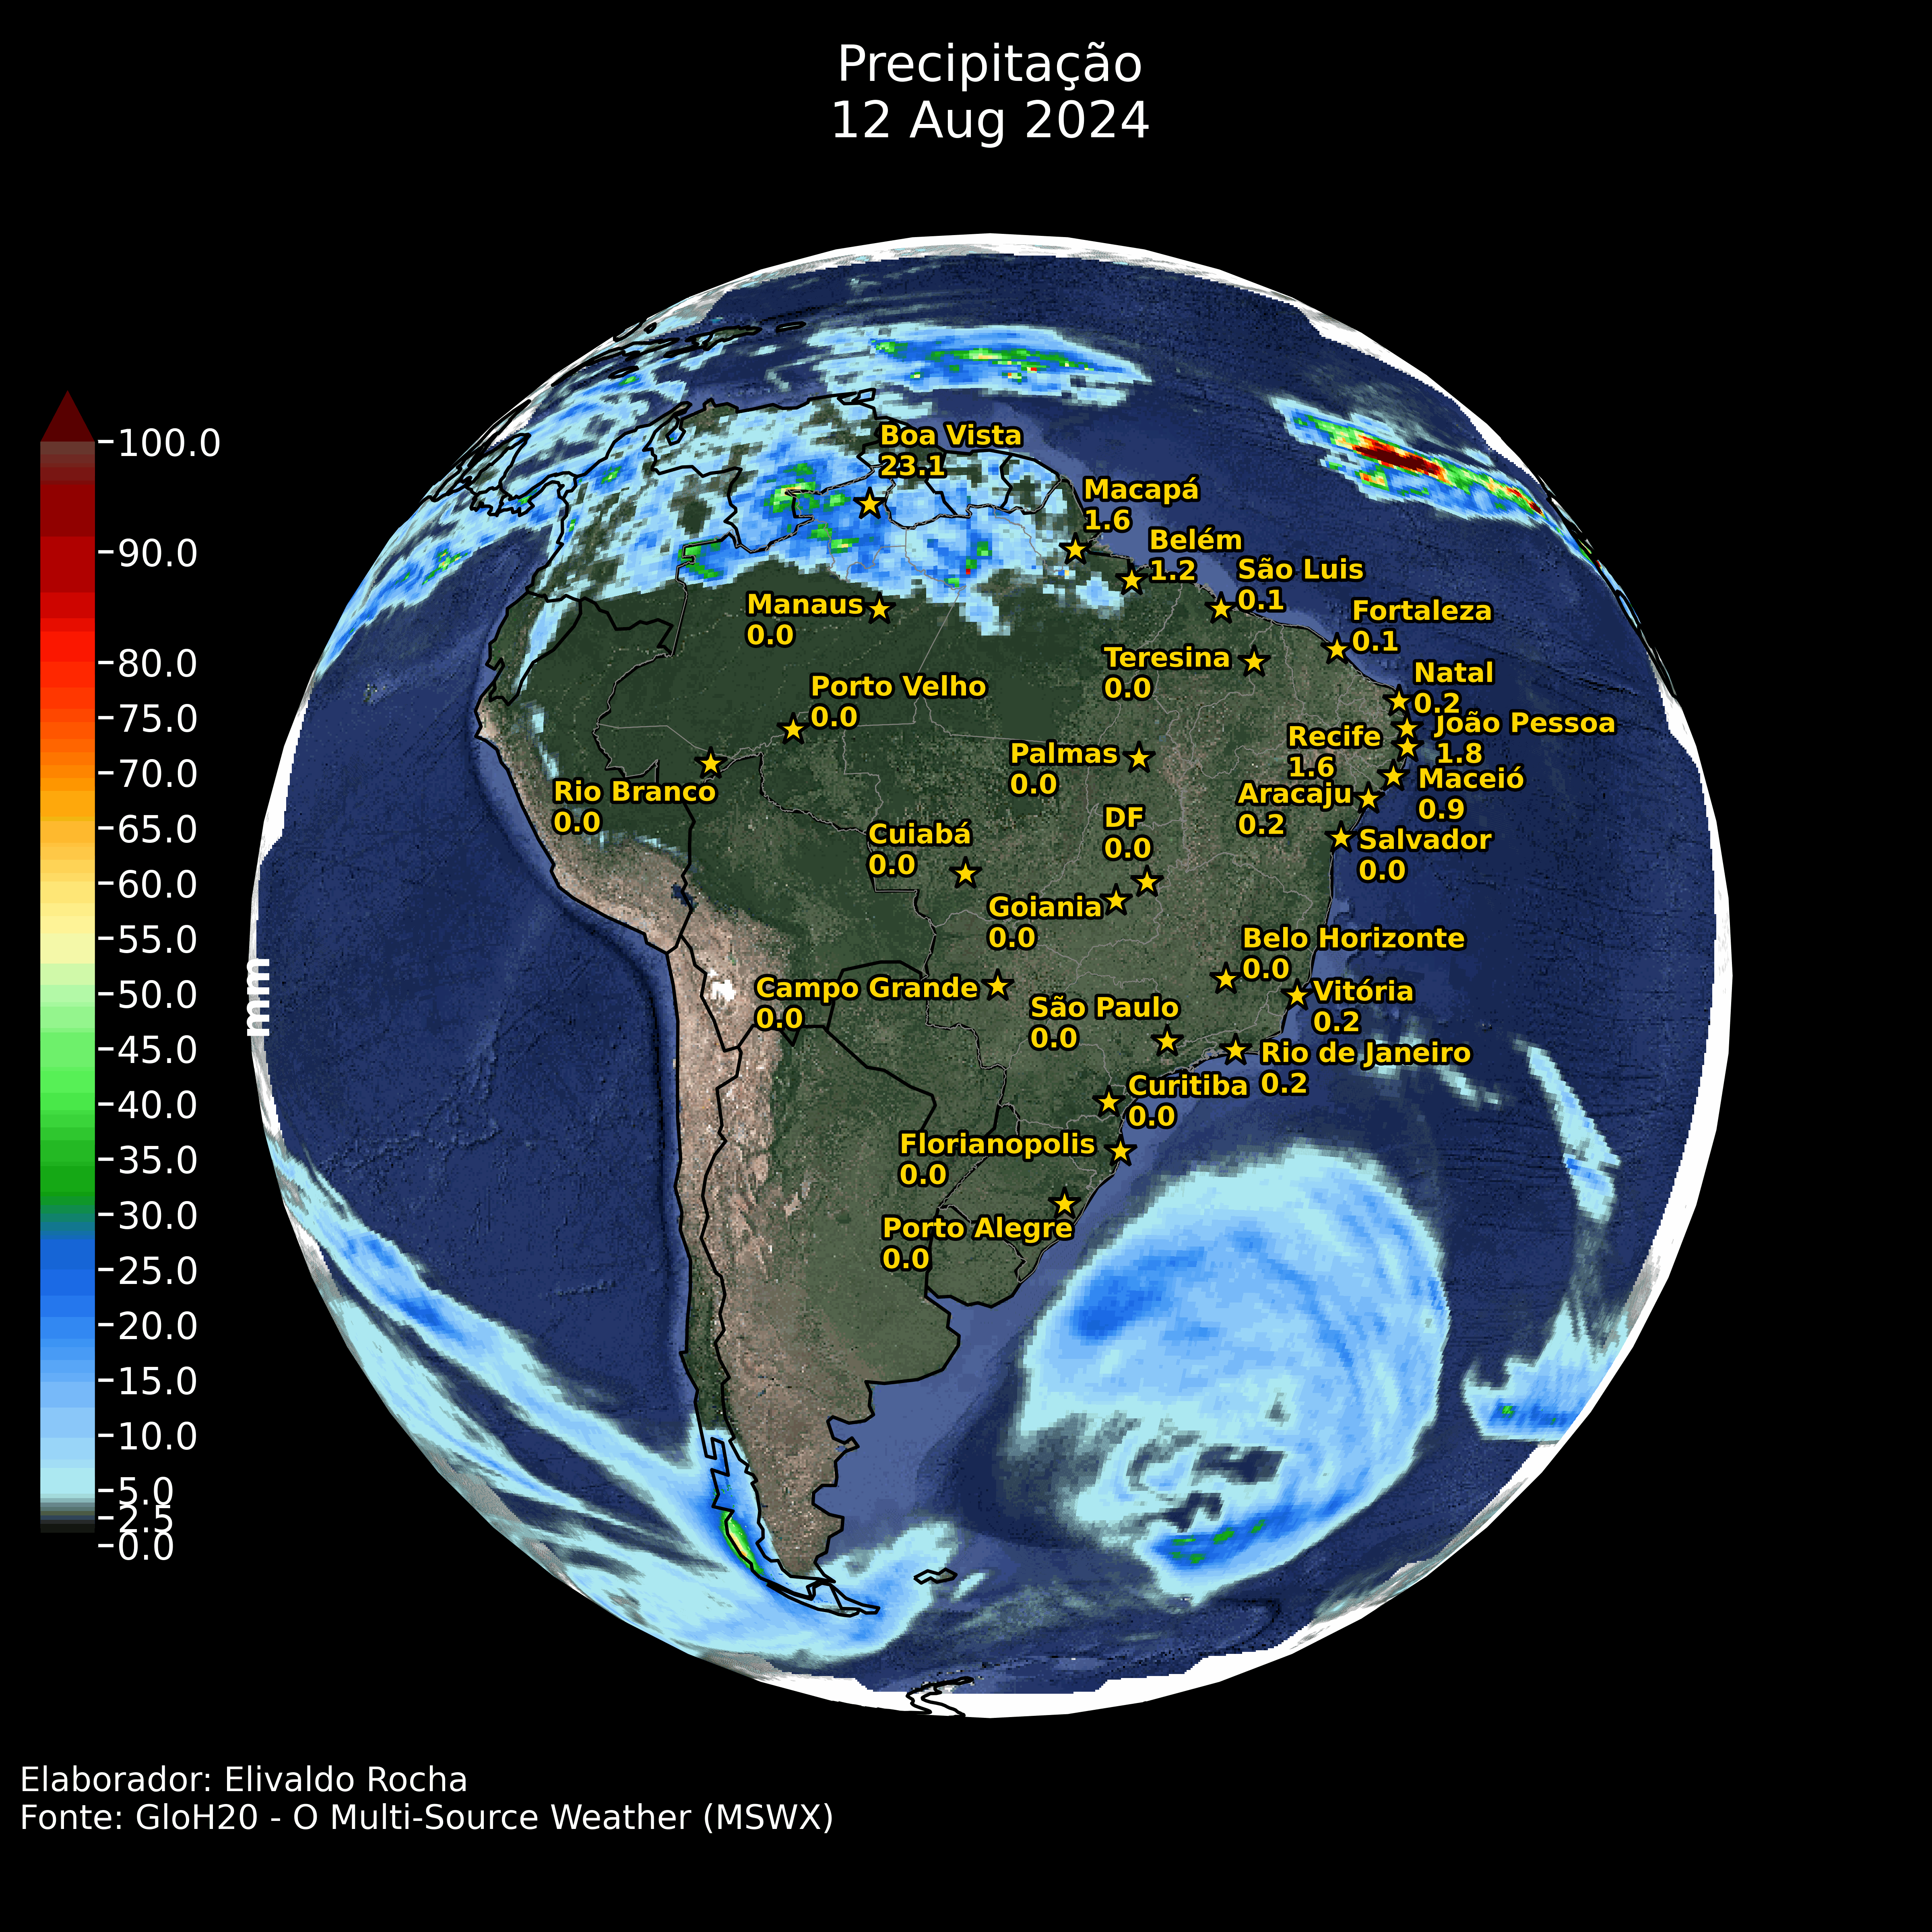 Precipitação
12 Aug 2024
100.0
90.0
80.0
75.0
70.0
65.0
60.0
55.0
50.0
45.0
40.0
35.0
30.0
25.0
20.0
15.0
10.0
5.0
2.5
0.0
mm
Boa Vista
23.1
Macapá
1.6
Belém
1.2
São Luis
0.1
Manaus
0.0
Fortaleza
0.1
Teresina
0.0
Natal
0.2
Porto Velho
0.0
João Pessoa
1.8
Recife
1.6
Palmas
0.0
Maceió
0.9
Rio Branco
0.0
Aracaju
0.2
DF
0.0
Cuiabá
0.0
Salvador
0.0
Goiania
0.0
Belo Horizonte
0.0
Campo Grande
0.0
Vitória
0.2
São Paulo
0.0
Rio de Janeiro
0.2
Curitiba
0.0
Florianopolis
0.0
Porto Alegre
0.0
Elaborador: Elivaldo Rocha
Fonte: GloH20 - O Multi-Source Weather (MSWX)